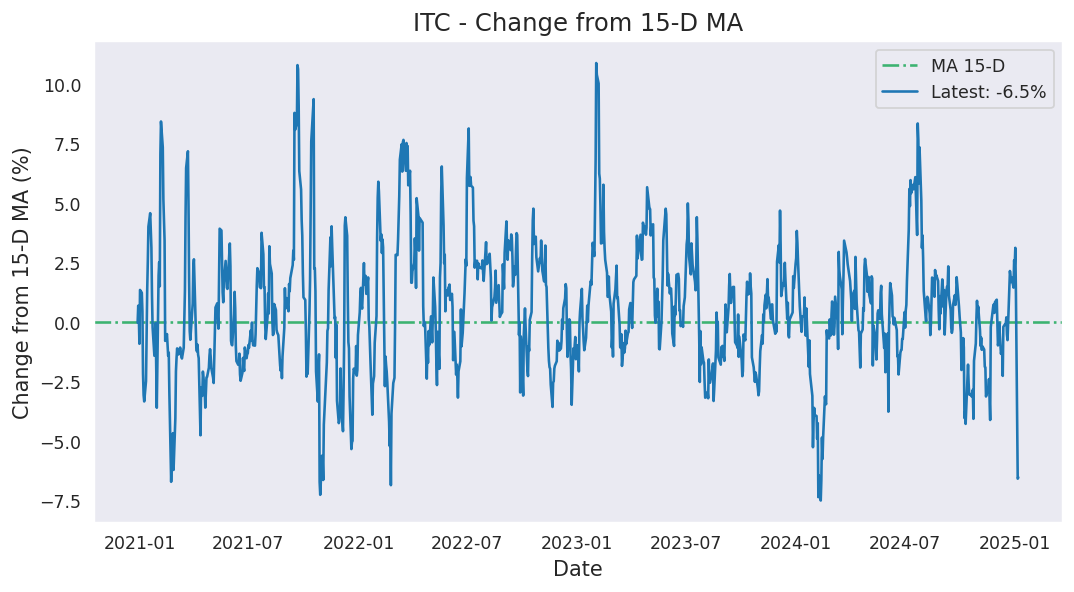 ITC - Change from 15-D MA
MA 15-D
Latest: -6.5%
Change from 15-D MA (%)
10.0
7.5
5.0
2.5
0.0
−2.5
−5.0
−7.5
2021-01 2021-07 2022-01 2022-07 2023-01 2023-07 2024-01 2024-07 2025-01
Date